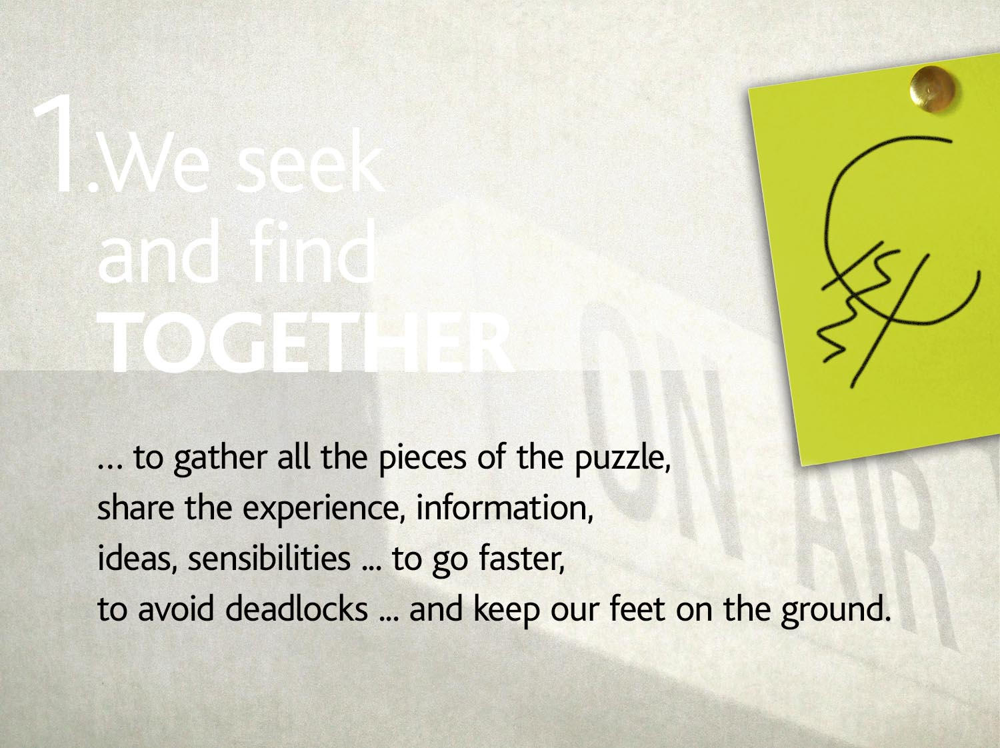 1. We seek
and find
TOGETHER
... to gather all the pieces of the puzzle,
share the experience, information,
ideas, sensibilities ... to go faster,
to avoid deadlocks ... and keep our feet on the ground.
ON AIR